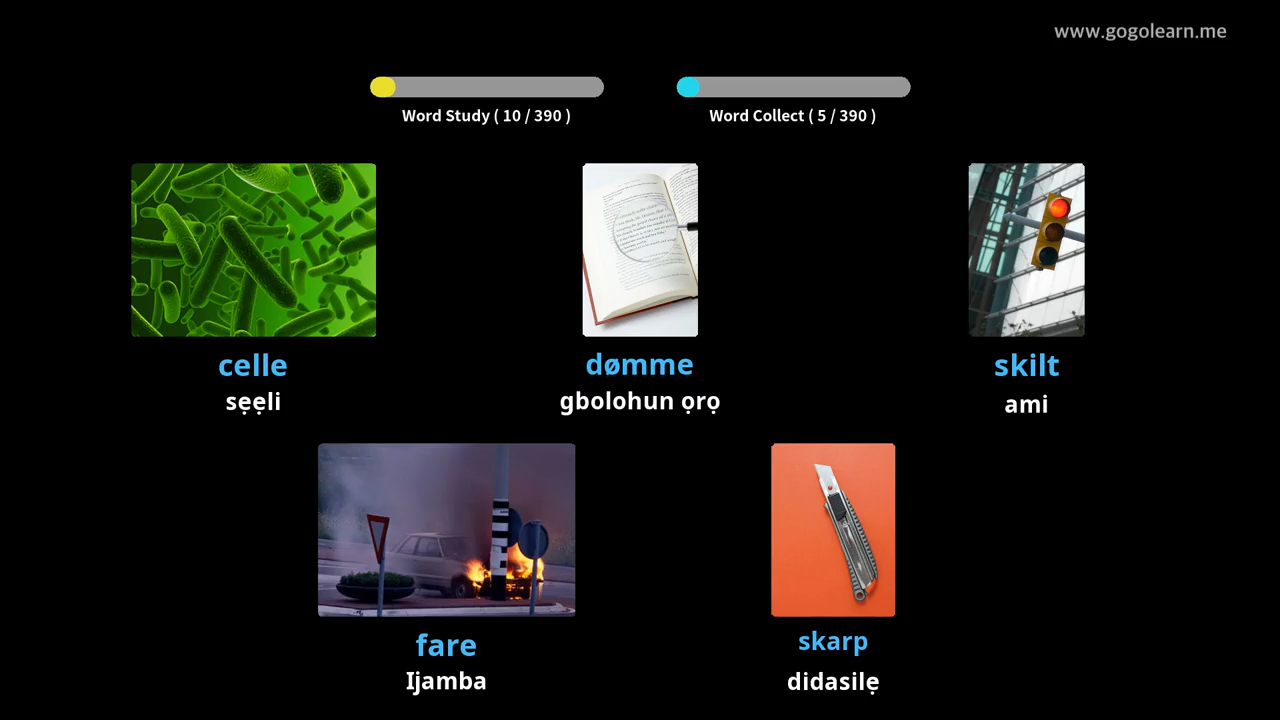 www.gogolearn.me
Word Study ( 10 / 390 )
Word Collect ( 5 / 390 )
celle
sẹẹli
dømme
gbolohun ọrọ
skilt
ami
fare
Ijamba
skarp
didasilẹ